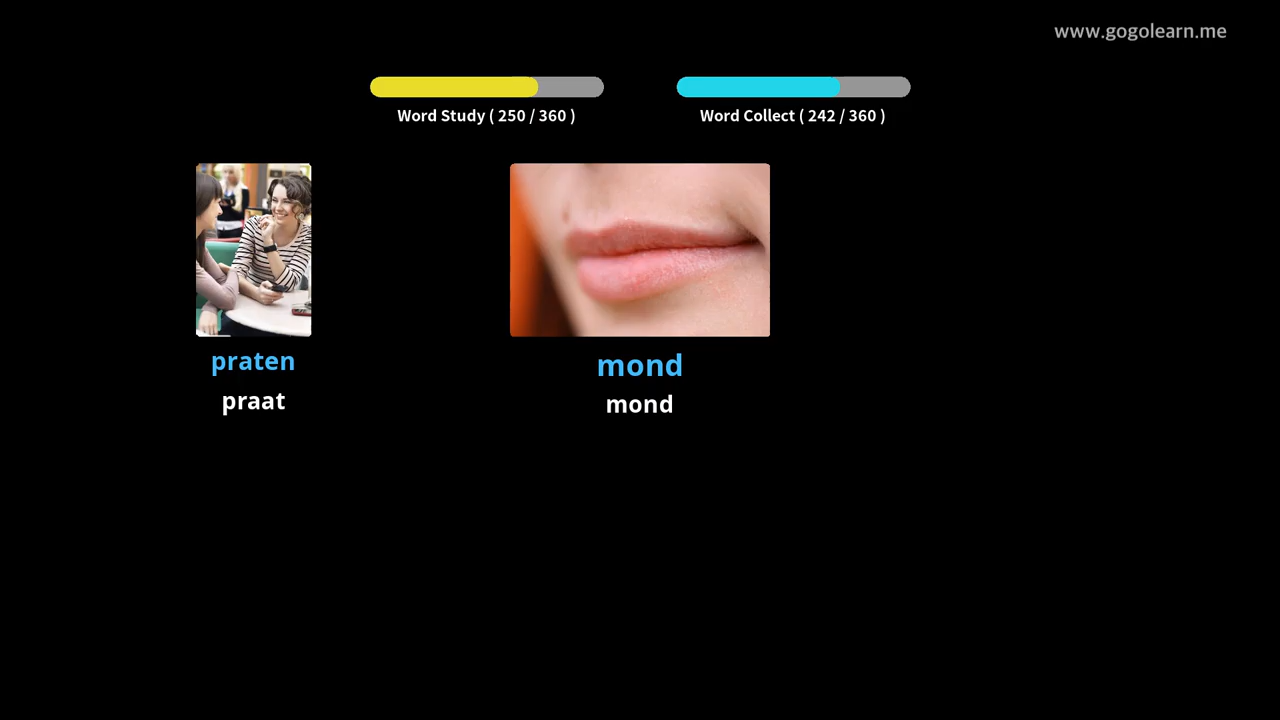 www.gogolearn.me
Word Study ( 250 / 360 )
Word Collect ( 242 / 360 )
praten
praat
mond
mond